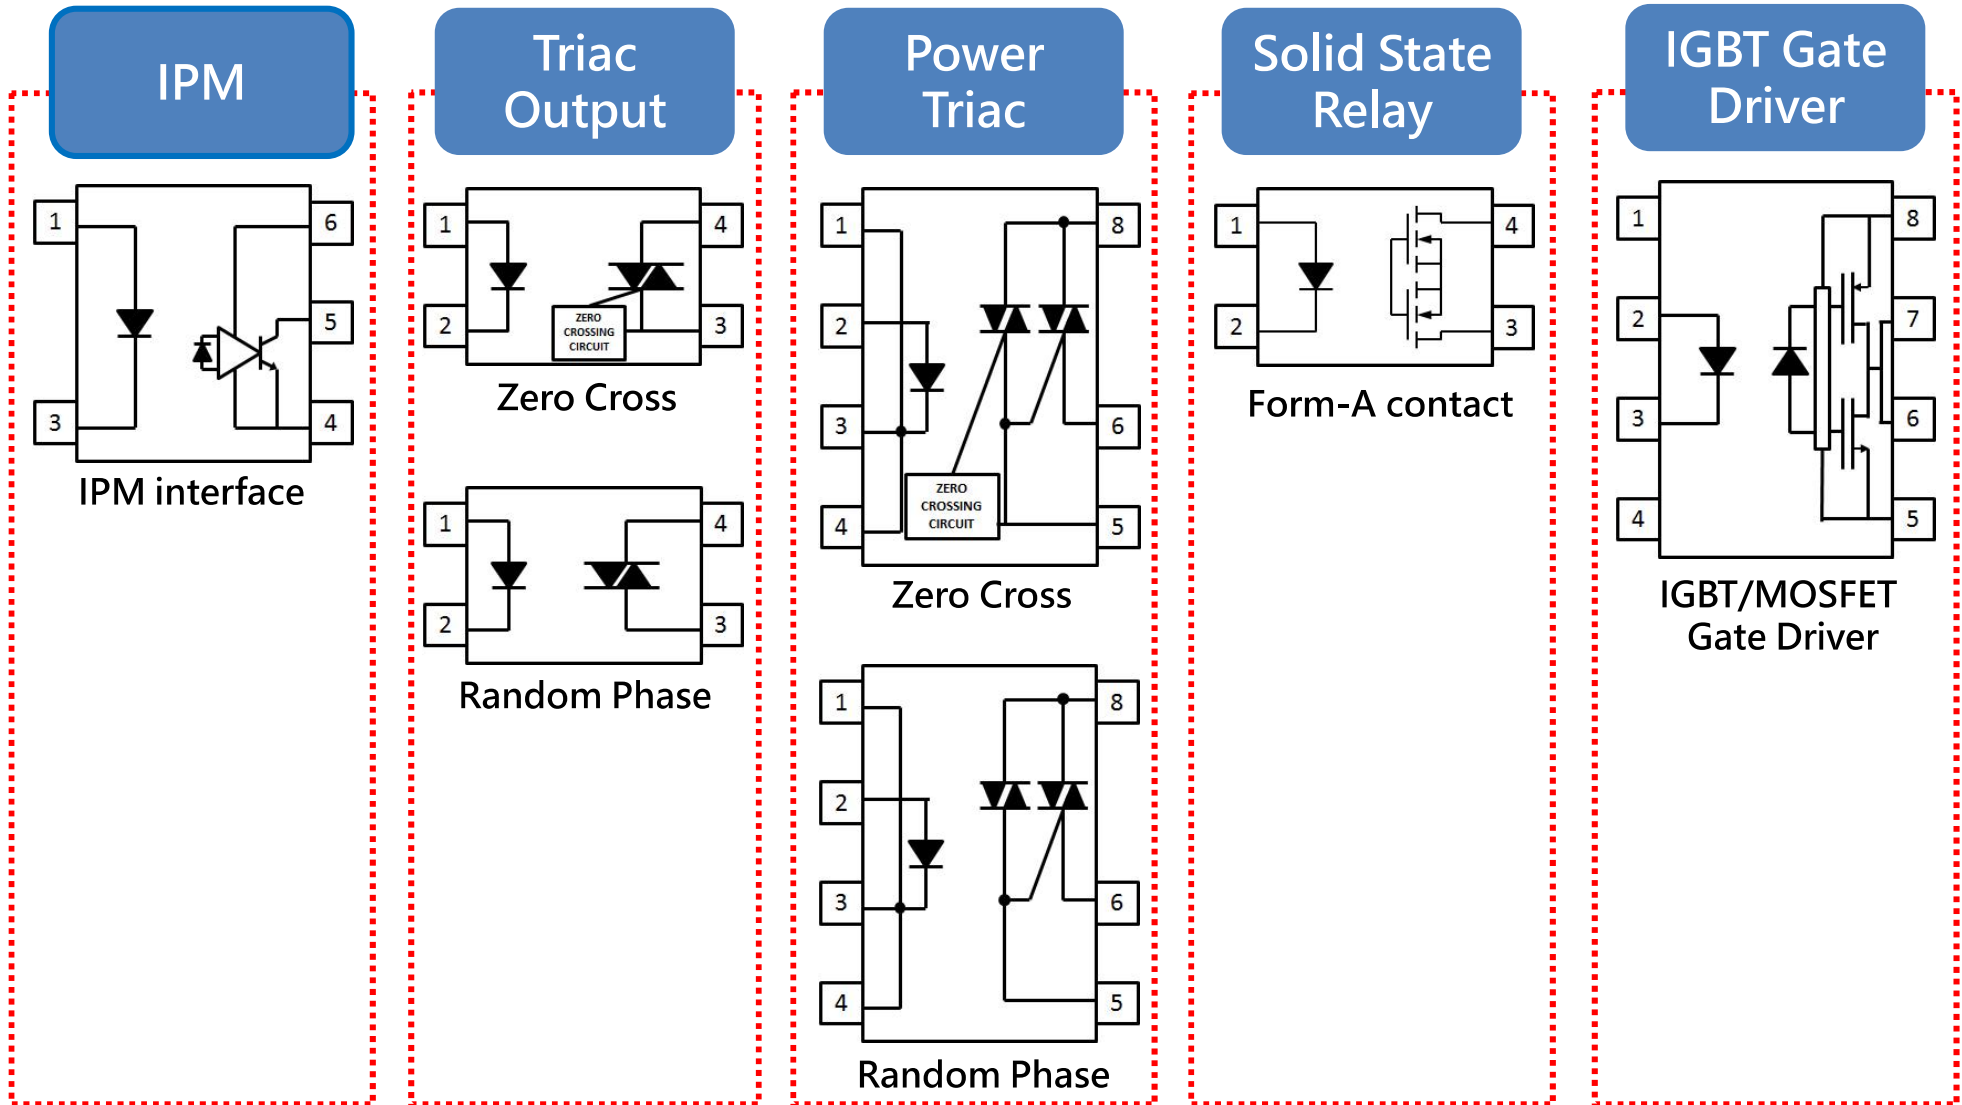 IPM
1
6
5
3
4
IPM interface
Triac
Output
1
4
2
3
ZERO
CROSSING
CIRCUIT
Zero Cross
1
4
2
3
Random Phase
Power
Triac
1
8
2
3
6
ZERO
CROSSING
CIRCUIT
4
5
Zero Cross
1
8
2
3
6
4
5
Random Phase
Solid State
Relay
1
4
2
3
Form-A contact
IGBT Gate
Driver
1
8
2
7
3
6
4
5
IGBT/MOSFET
Gate Driver